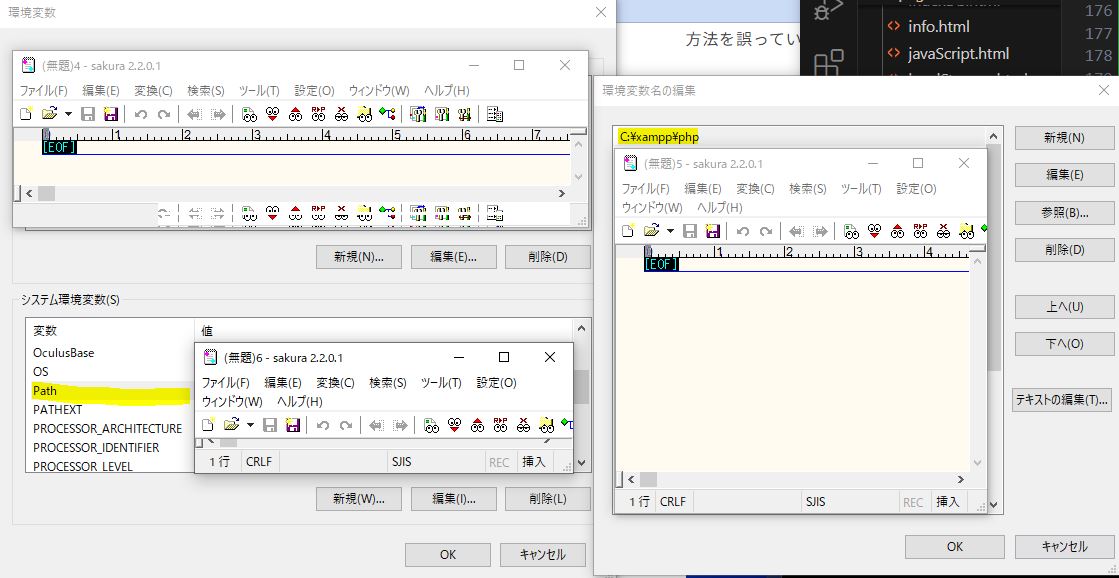 環境変数
(無題)4 - sakura 2.2.0.1
ファイル(F) 編集(E) 変換(C) 検索(S) ツール(T) 設定(O) ウィンドウ(W) ヘルプ(H)
0 1 2 3 4 5 6 7
[EOF]
新規(N)... 編集(E)... 削除(D)
システム環境変数(S)
変数 値
OculusBase
OS
Path
PATHEXT
PROCESSOR_ARCHITECTURE
PROCESSOR_IDENTIFIER
PROCESSOR_LEVEL
(無題)6 - sakura 2.2.0.1
ファイル(F) 編集(E) 変換(C) 検索(S) ツール(T) 設定(O)
ウィンドウ(W) ヘルプ(H)
1 行 CRLF SJIS REC 挿入
新規(W)... 編集(I)... 削除(L)
OK キャンセル
方法を誤ってい
info.html
javaScript.html
176
177
178
環境変数名の編集
C:¥xampp¥php
(無題)5 - sakura 2.2.0.1
ファイル(F) 編集(E) 変換(C) 検索(S) ツール(T) 設定(O)
ウィンドウ(W) ヘルプ(H)
0 1 2 3 4
[EOF]
1 行 CRLF SJIS REC 挿入
新規(N)
編集(E)
参照(B)...
削除(D)
上へ(U)
下へ(O)
テキストの編集(T)...
OK キャンセル